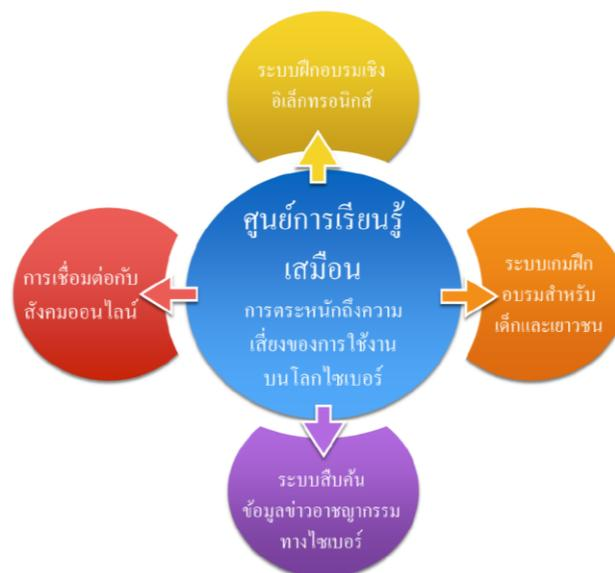 ระบบฝึกอบรมเชิง
อิเล็กทรอนิกส์
ศูนย์การเรียนรู้
เสมือน
การตระหนักถึงความ
เสี่ยงของการใช้งาน
บนโลกไซเบอร์
การเชื่อมต่อกับ
สังคมออนไลน์
ระบบเกมฝึก
อบรมสำหรับ
เด็กและเยาวชน
ระบบสืบค้น
ข้อมูลข่าวอาชญากรรม
ทางไซเบอร์